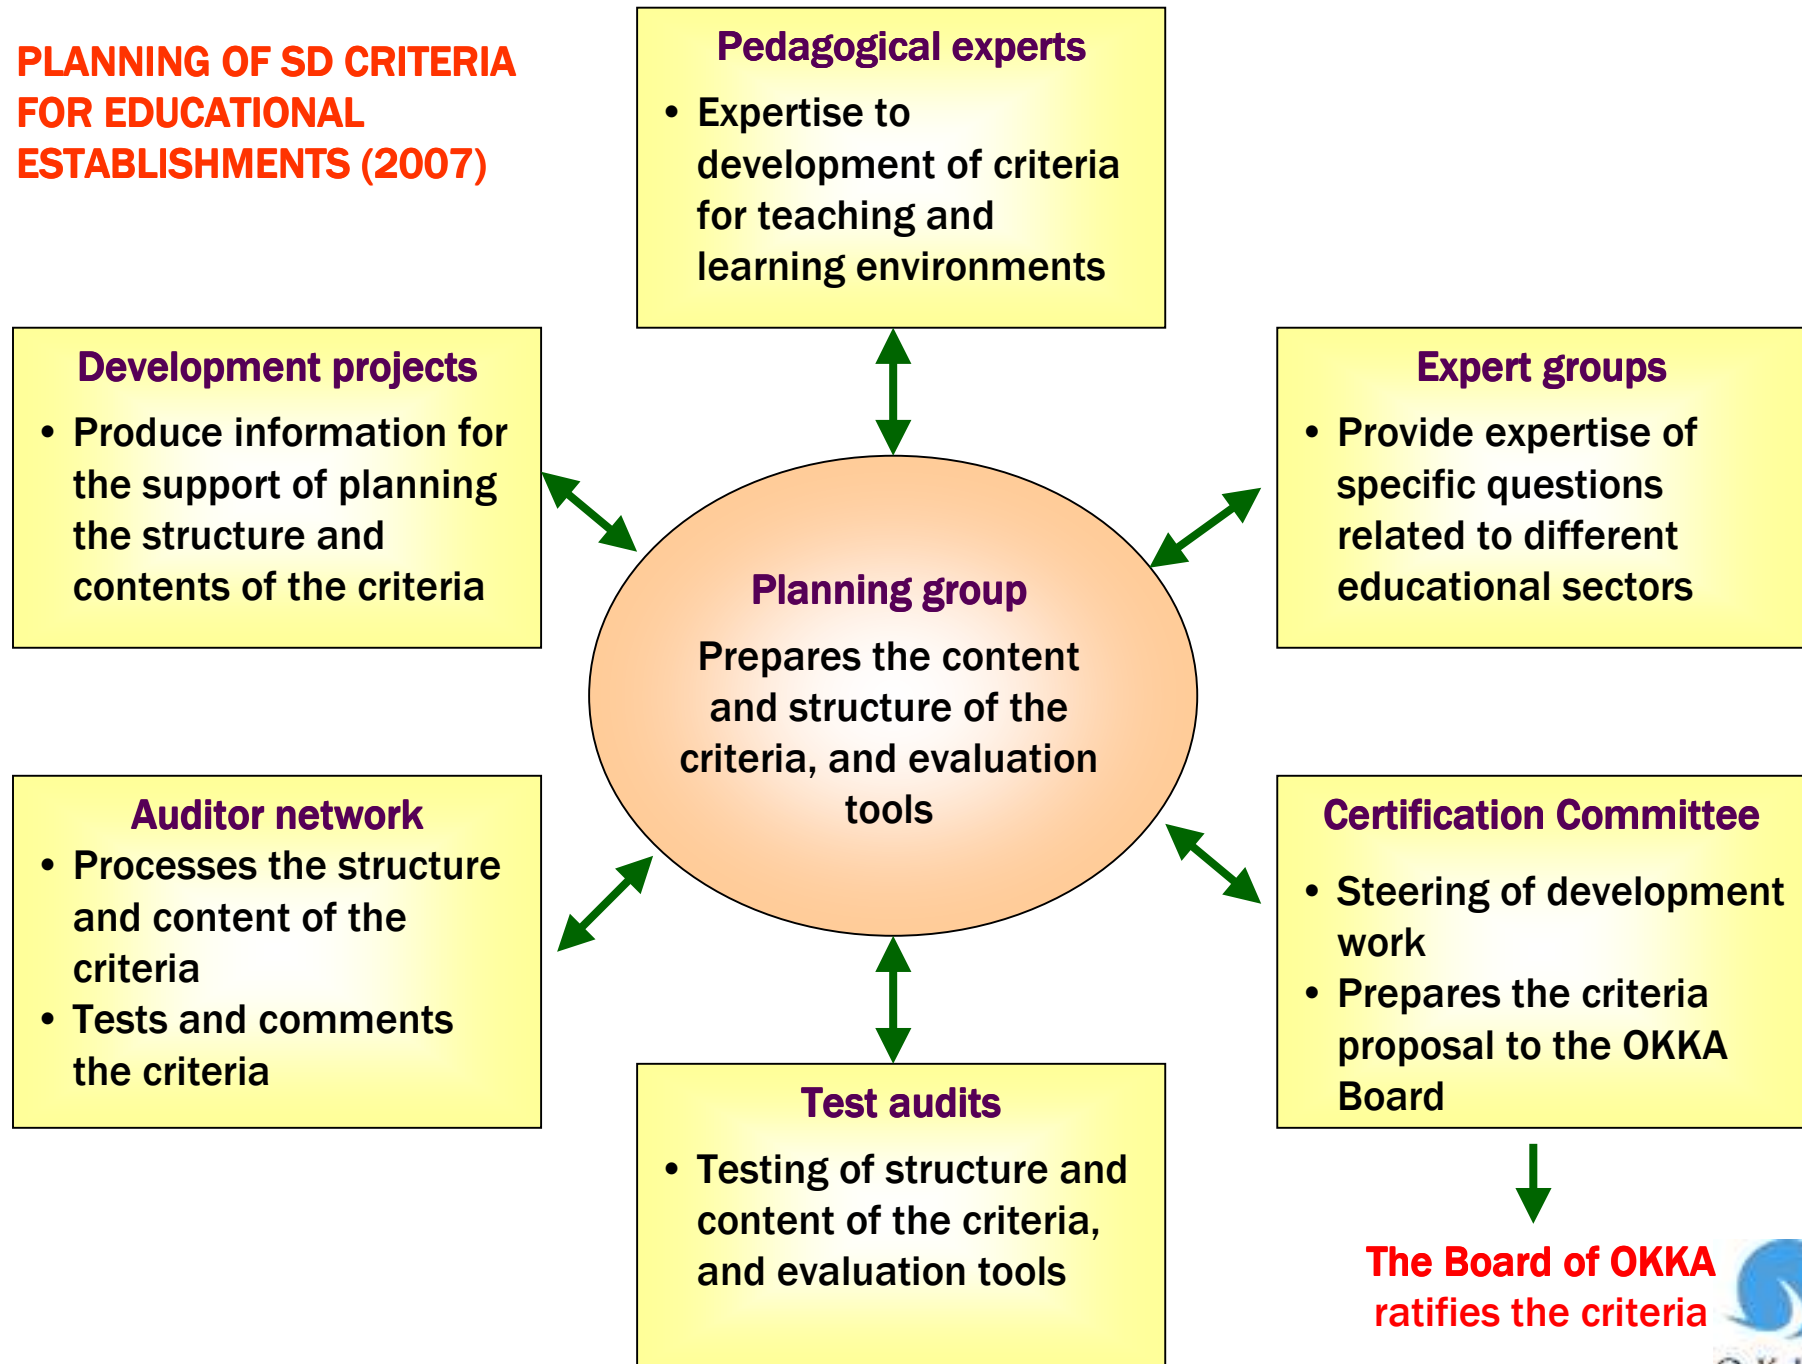 PLANNING OF SD CRITERIA
FOR EDUCATIONAL
ESTABLISHMENTS (2007)
Pedagogical experts
• Expertise to
development of criteria
for teaching and
learning environments
Development projects
• Produce information for
the support of planning
the structure and
contents of the criteria
Expert groups
• Provide expertise of
specific questions
related to different
educational sectors
Planning group
Prepares the content
and structure of the
criteria, and evaluation
tools
Auditor network
• Processes the structure
and content of the
criteria
• Tests and comments
the criteria
Certification Committee
• Steering of development
work
• Prepares the criteria
proposal to the OKKA
Board
Test audits
• Testing of structure and
content of the criteria,
and evaluation tools
The Board of OKKA
ratifies the criteria